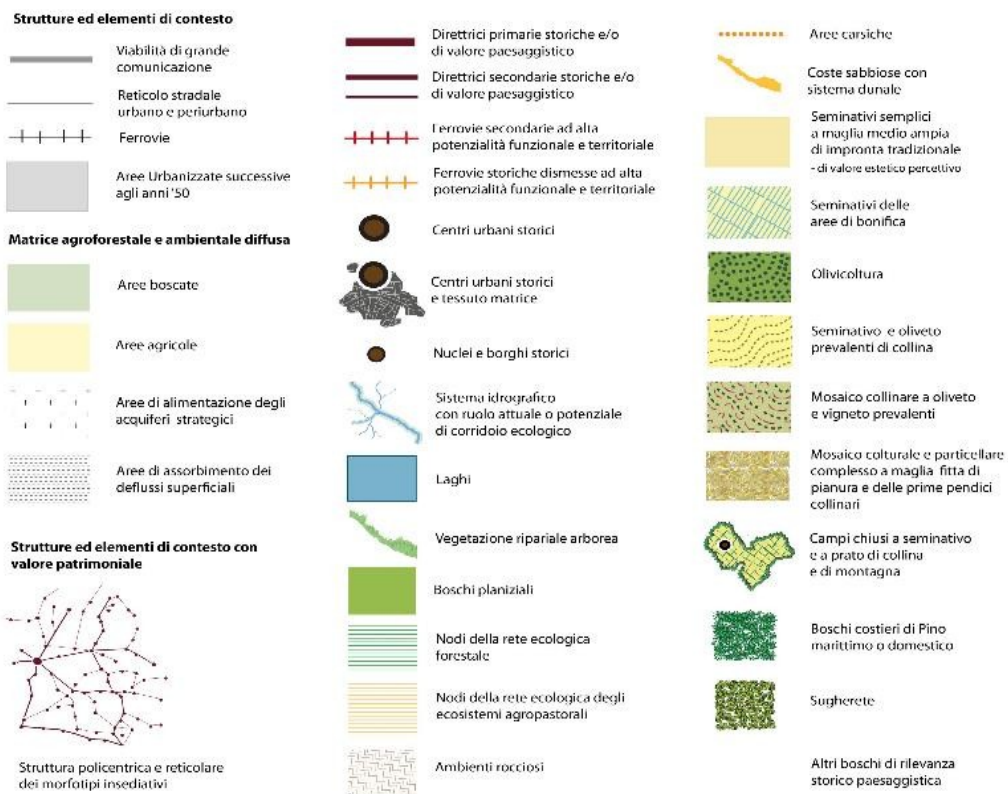 Strutture ed elementi di contesto
Viabilità di grande
comunicazione
Reticolo stradale
urbano e periurbano
Ferrovie
Aree Urbanizzate successive
agli anni '50
Matrice agroforestale e ambientale diffusa
Aree boscate
Aree agricole
Aree di alimentazione degli
acquiferi strategici
Aree di assorbimento dei
deflussi superficiali
Strutture ed elementi di contesto con
valore patrimoniale
Struttura policentrica e reticolare
dei morfotipi insediativi
Direttrici primarie storiche e/o
di valore paesaggistico
Direttrici secondarie storiche e/o
di valore paesaggistico
Ferrovie secondarie ad alta
potenzialità funzionale e territoriale
Ferrovie storiche dismesse ad alta
potenzialità funzionale e territoriale
Centri urbani storici
Centri urbani storici
e tessuto matrice
Nuclei e borghi storici
Sistema idrografico
con ruolo attuale o potenziale
di corridoio ecologico
Laghi
Vegetazione ripariale arborea
Boschi planiziali
Nodi della rete ecologica
forestale
Nodi della rete ecologica degli
ecosistemi agropastorali
Ambienti rocciosi
Aree carsiche
Coste sabbiose con
sistema dunale
Seminativi semplici
a maglia medio ampia
di impronta tradizionale
- di valore estetico percettivo
Seminativi delle
aree di bonifica
Olivicoltura
Seminativo e oliveto
prevalenti di collina
Mosaico collinare a oliveto
e vigneto prevalenti
Mosaico colturale e particellare
complesso a maglia fitta di
pianura e delle prime pendici
collinari
Campi chiusi a seminativo
e a prato di collina
e di montagna
Boschi costieri di Pino
marittimo o domestico
Sugherete
Altri boschi di rilevanza
storico paesaggistica